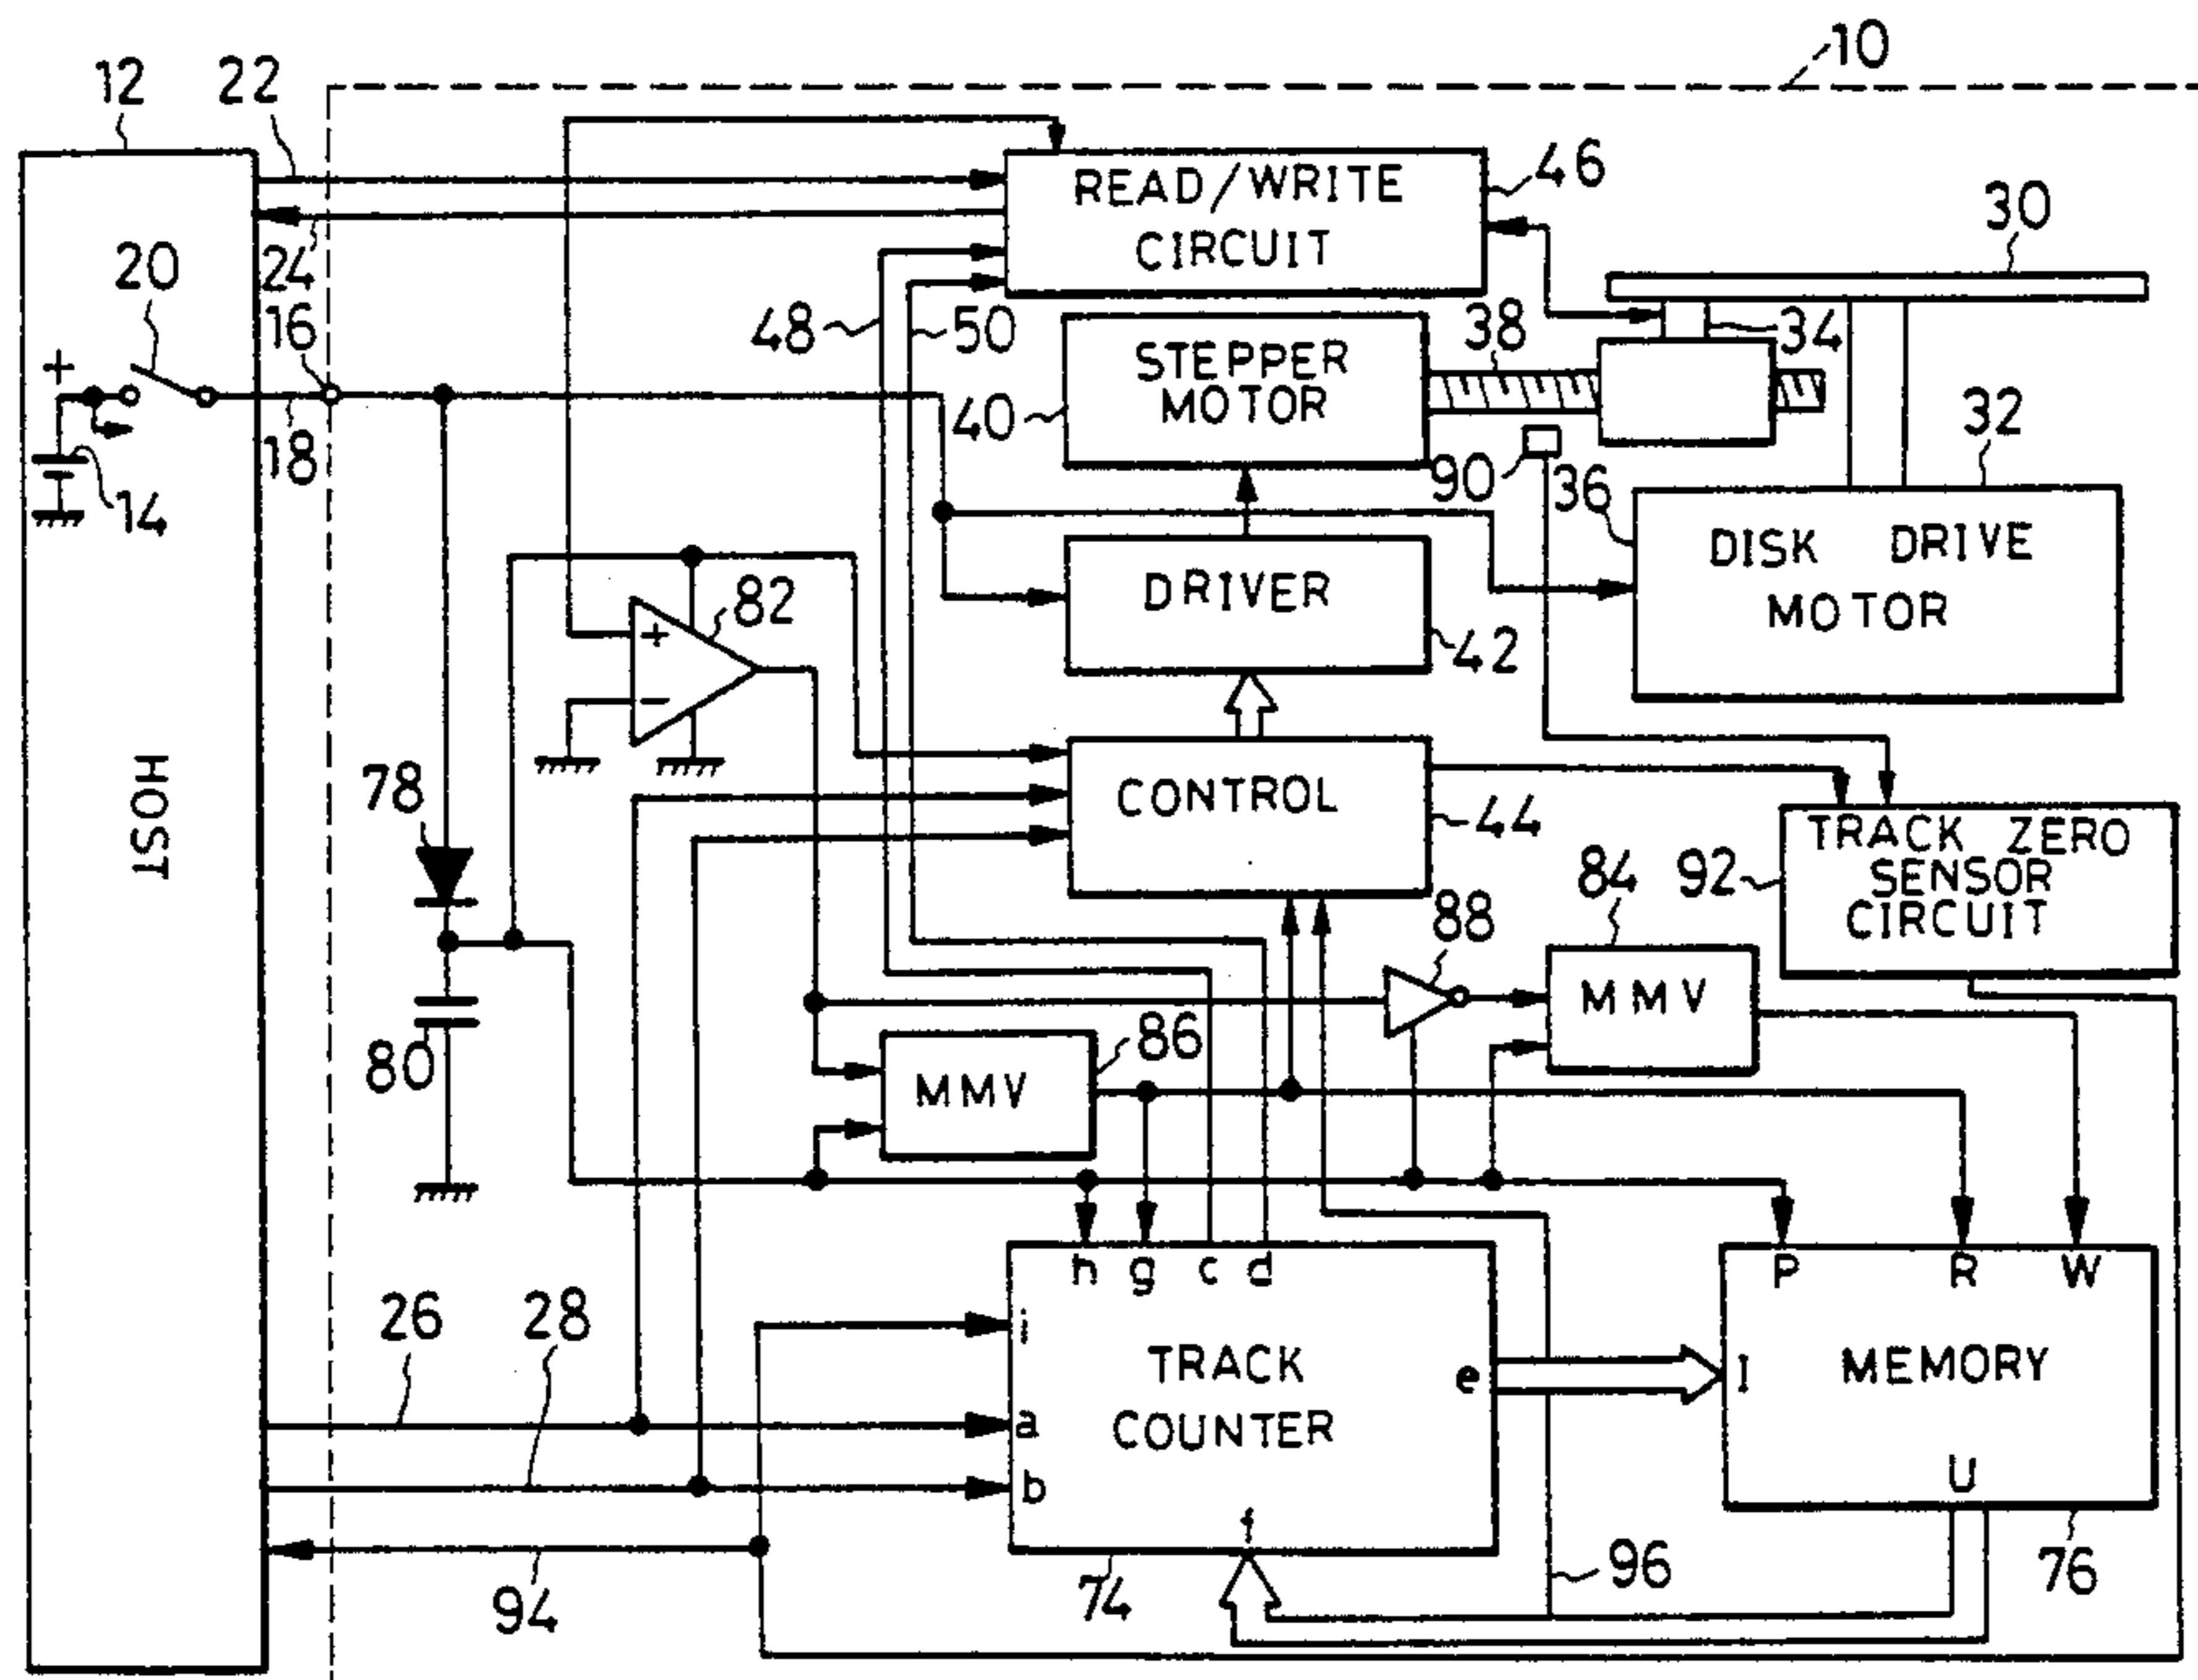 10
12
22
READ/WRITE
CIRCUIT
46
30
20
24
16
48
50
38
34
+
STEPPER
MOTOR
40
32
18
14
90
36
DISK DRIVE
MOTOR
DRIVER
42
82
+
−
HOST
78
CONTROL
44
TRACK ZERO
SENSOR
CIRCUIT
92
84
88
MMV
80
86
MMV
h g c d
P R W
26
28
i
TRACK
COUNTER
e
I
MEMORY
a
b
U
f
94
74
96
76